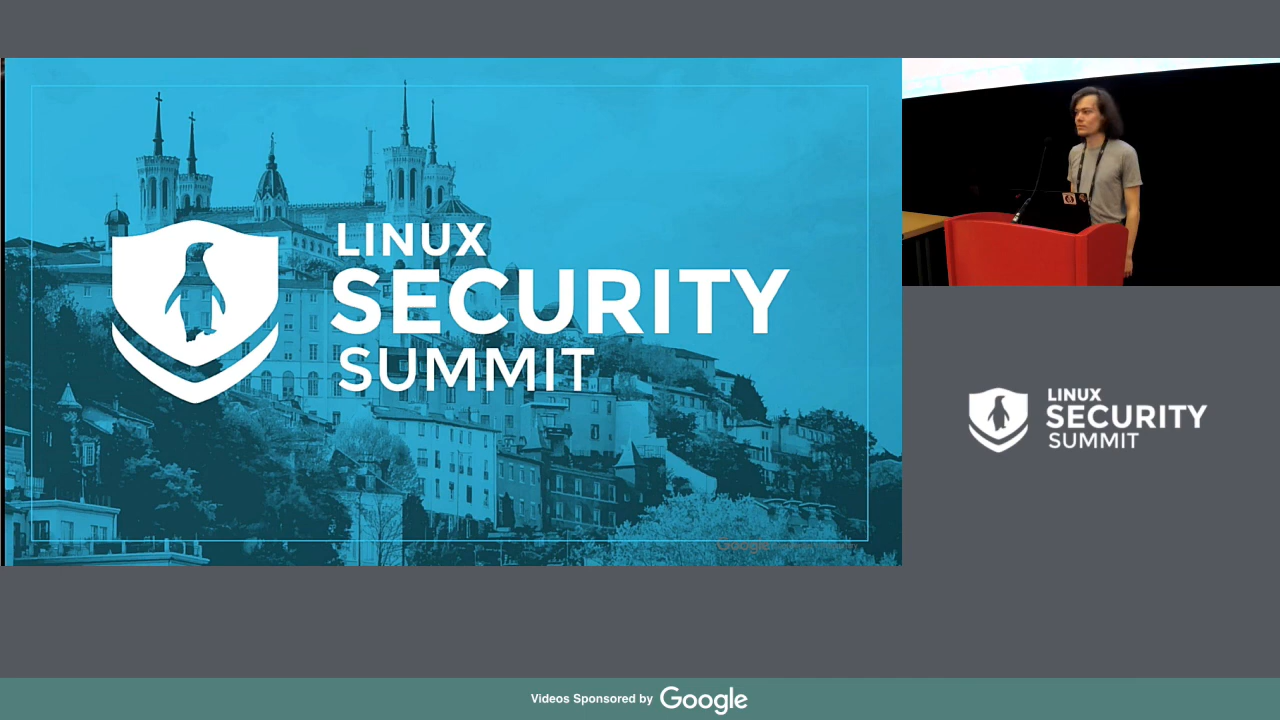 LINUX
SECURITY
SUMMIT
LINUX
SECURITY
SUMMIT
Videos Sponsored by Google